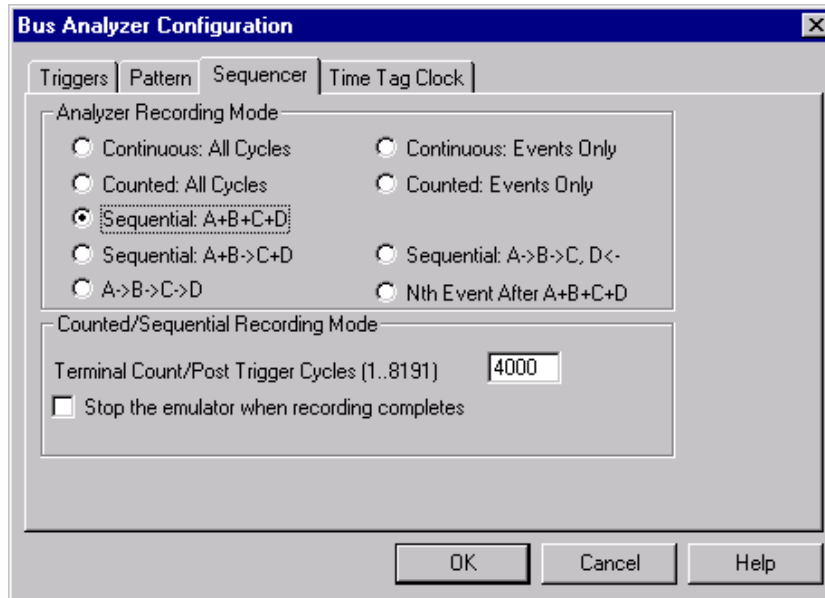 Bus Analyzer Configuration
Triggers Pattern Sequencer Time Tag Clock
Analyzer Recording Mode
Continuous: All Cycles Continuous: Events Only
Counted: All Cycles Counted: Events Only
Sequential: A+B+C+D
Sequential: A+B->C+D Sequential: A->B->C, D<-
A->B->C->D Nth Event After A+B+C+D
Counted/Sequential Recording Mode
Terminal Count/Post Trigger Cycles (1..8191) 4000
Stop the emulator when recording completes
OK Cancel Help